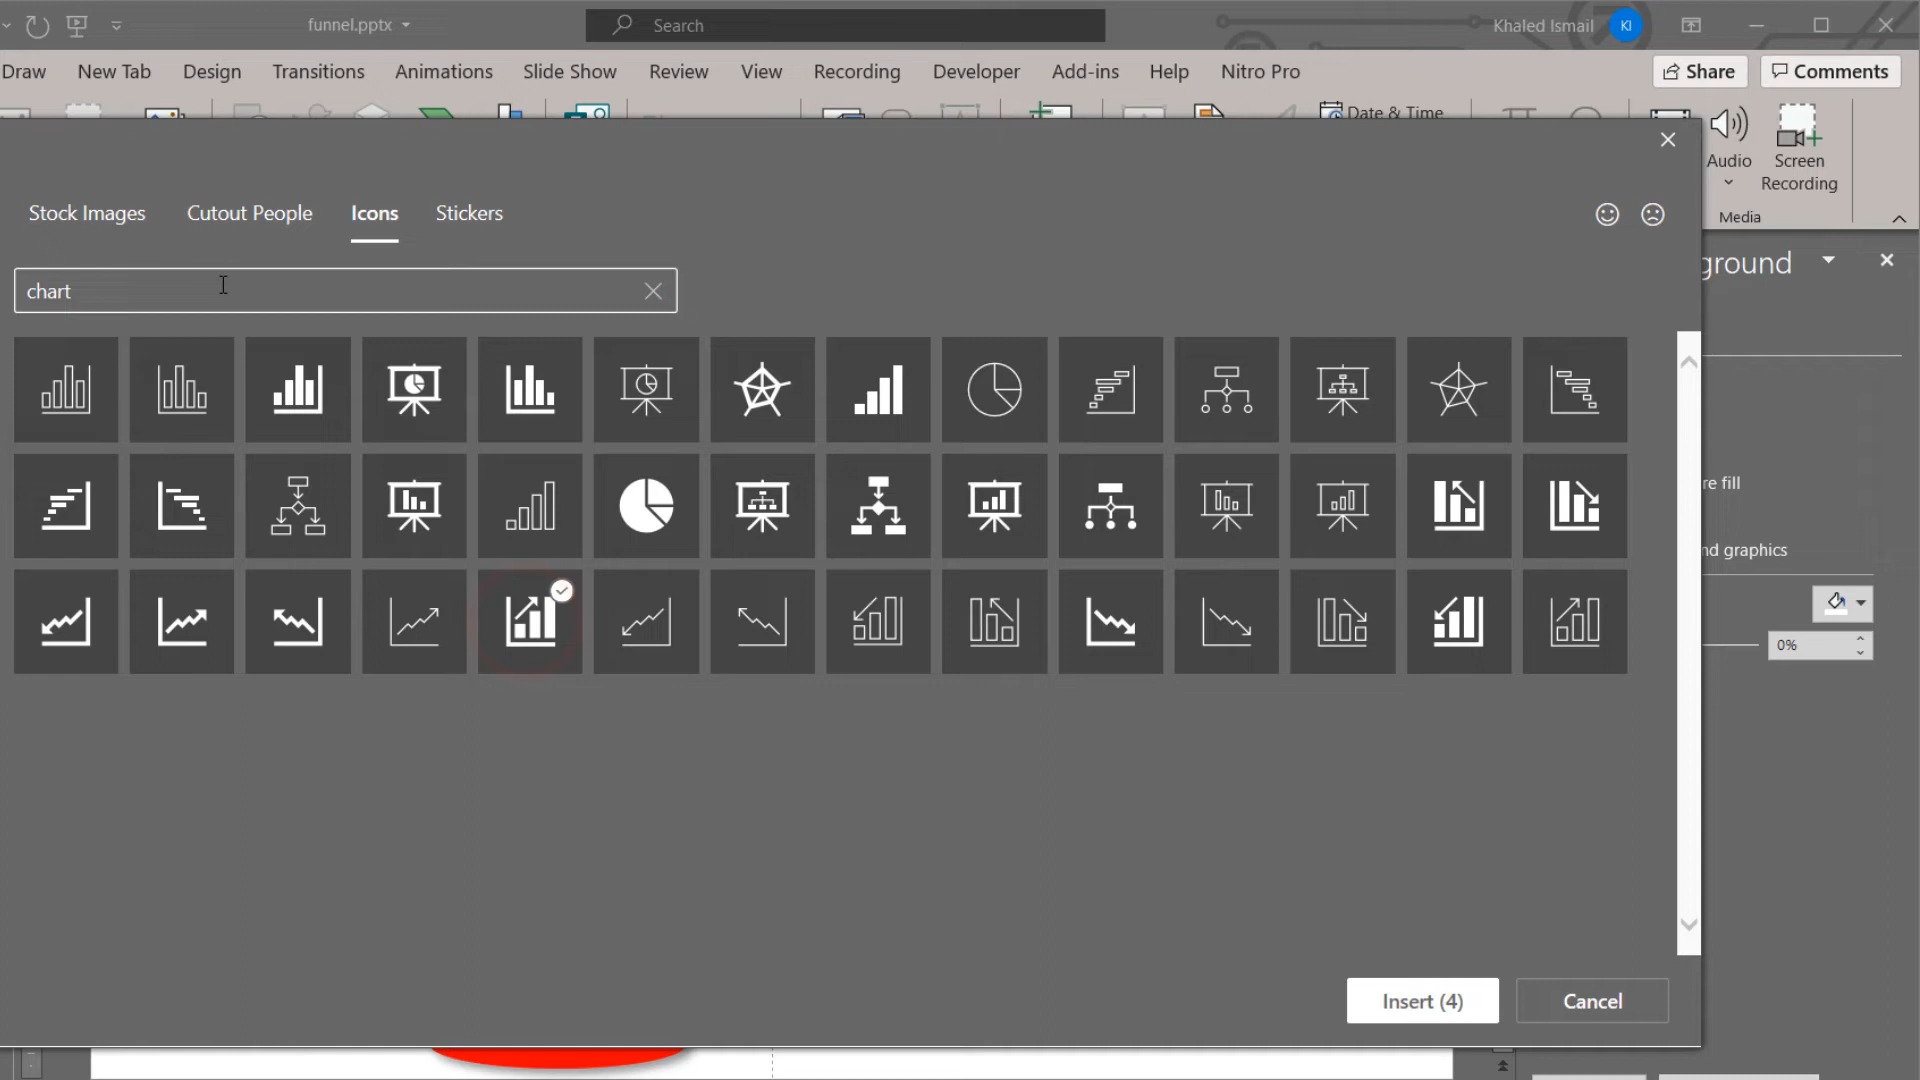 funnel.pptx
Search
Khaled Ismail
KI
Draw
New Tab
Design
Transitions
Animations
Slide Show
Review
View
Recording
Developer
Add-ins
Help
Nitro Pro
Share
Comments
Date & Time
Audio
Screen
Recording
Media
Stock Images
Cutout People
Icons
Stickers
ground
chart
re fill
nd graphics
0%
Insert (4)
Cancel